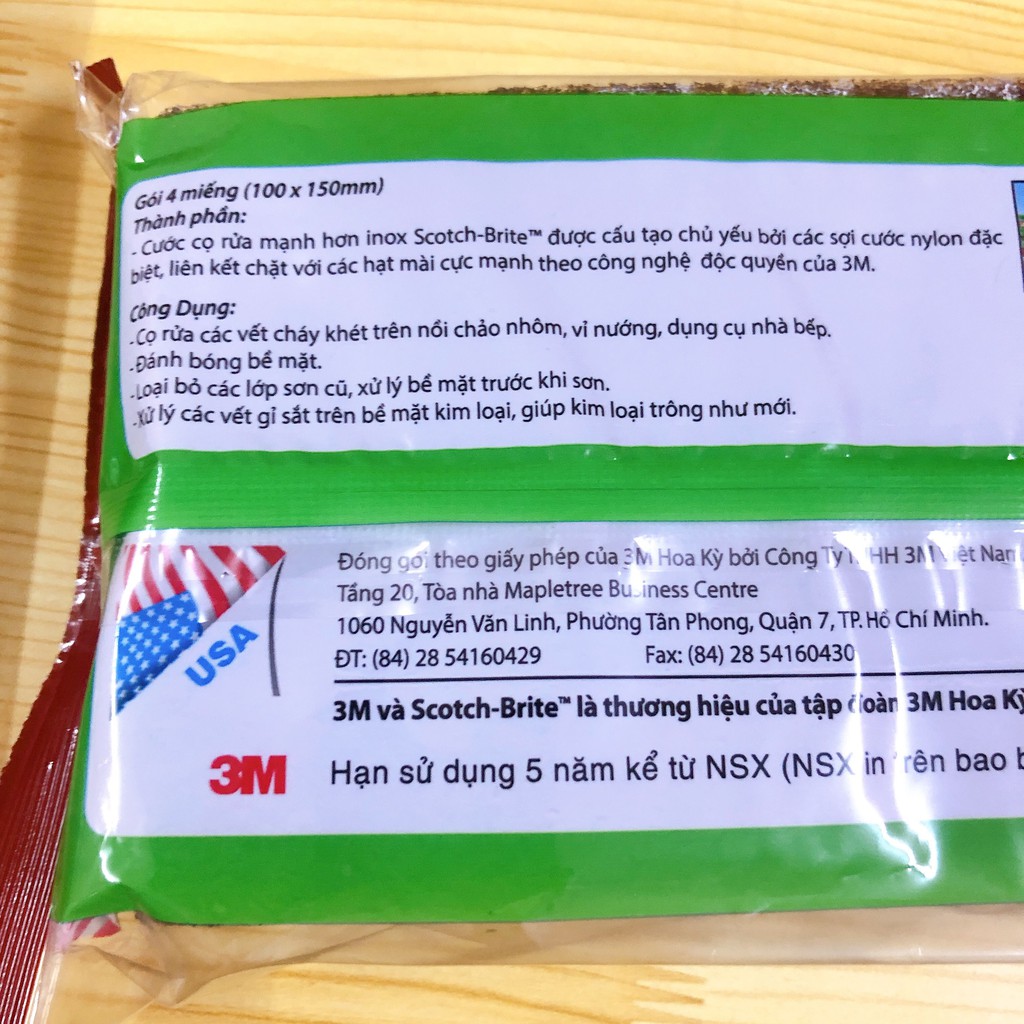 Gói 4 miếng (100 x 150mm)
Thành phần:
- Cước cọ rửa mạnh hơn inox Scotch-Brite™ được cấu tạo chủ yếu bởi các sợi cước nylon đặc
biệt, liên kết chặt với các hạt mài cực mạnh theo công nghệ độc quyền của 3M.
Công Dụng:
-Cọ rửa các vết cháy khét trên nồi chảo nhôm, vỉ nướng, dụng cụ nhà bếp.
-Đánh bóng bề mặt.
-Loại bỏ các lớp sơn cũ, xử lý bề mặt trước khi sơn.
-Xử lý các vết gỉ sắt trên bề mặt kim loại, giúp kim loại trông như mới.
USA
Đóng gói theo giấy phép của 3M Hoa Kỳ bởi Công Ty TNHH 3M Việt Nam
Tầng 20, Tòa nhà Mapletree Business Centre
1060 Nguyễn Văn Linh, Phường Tân Phong, Quận 7, TP. Hồ Chí Minh.
ĐT: (84) 28 54160429 Fax: (84) 28 54160430
3M và Scotch-Brite™ là thương hiệu của tập đoàn 3M Hoa Kỳ
3M
Hạn sử dụng 5 năm kể từ NSX (NSX in trên bao